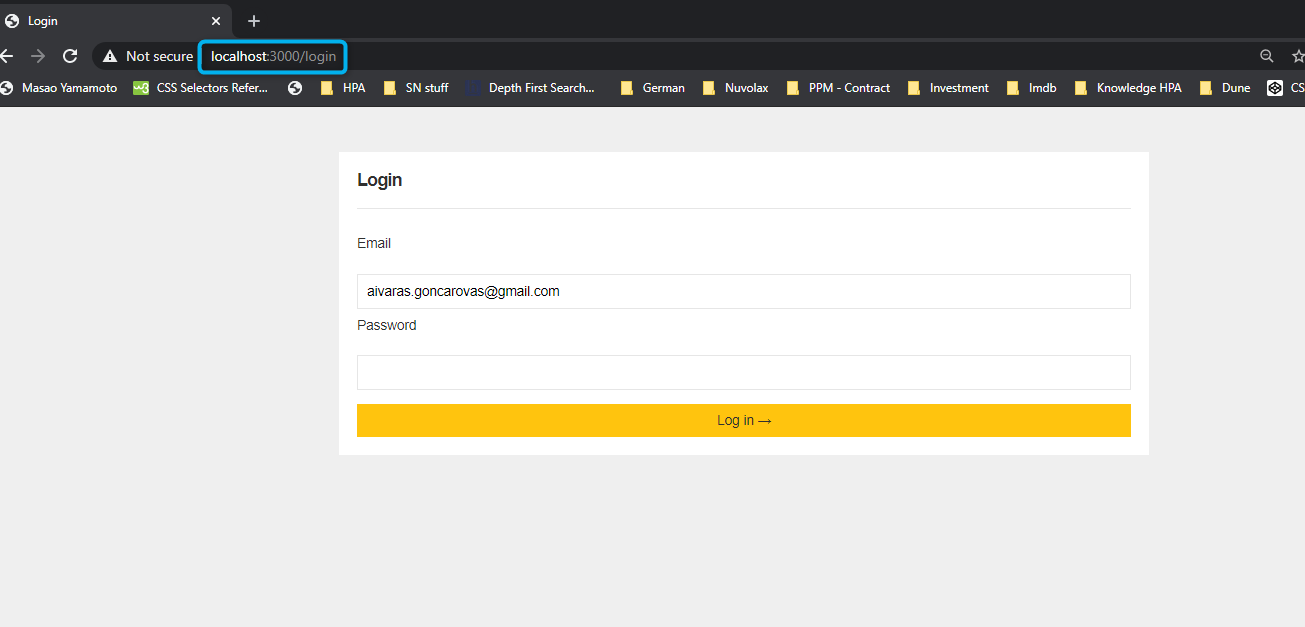 Login
Not secure localhost:3000/login
Masao Yamamoto CSS Selectors Refer... HPA SN stuff Depth First Search... German Nuvolax PPM - Contract Investment Imdb Knowledge HPA Dune CS
Login
Email
aivaras.goncarovas@gmail.com
Password
Log in →